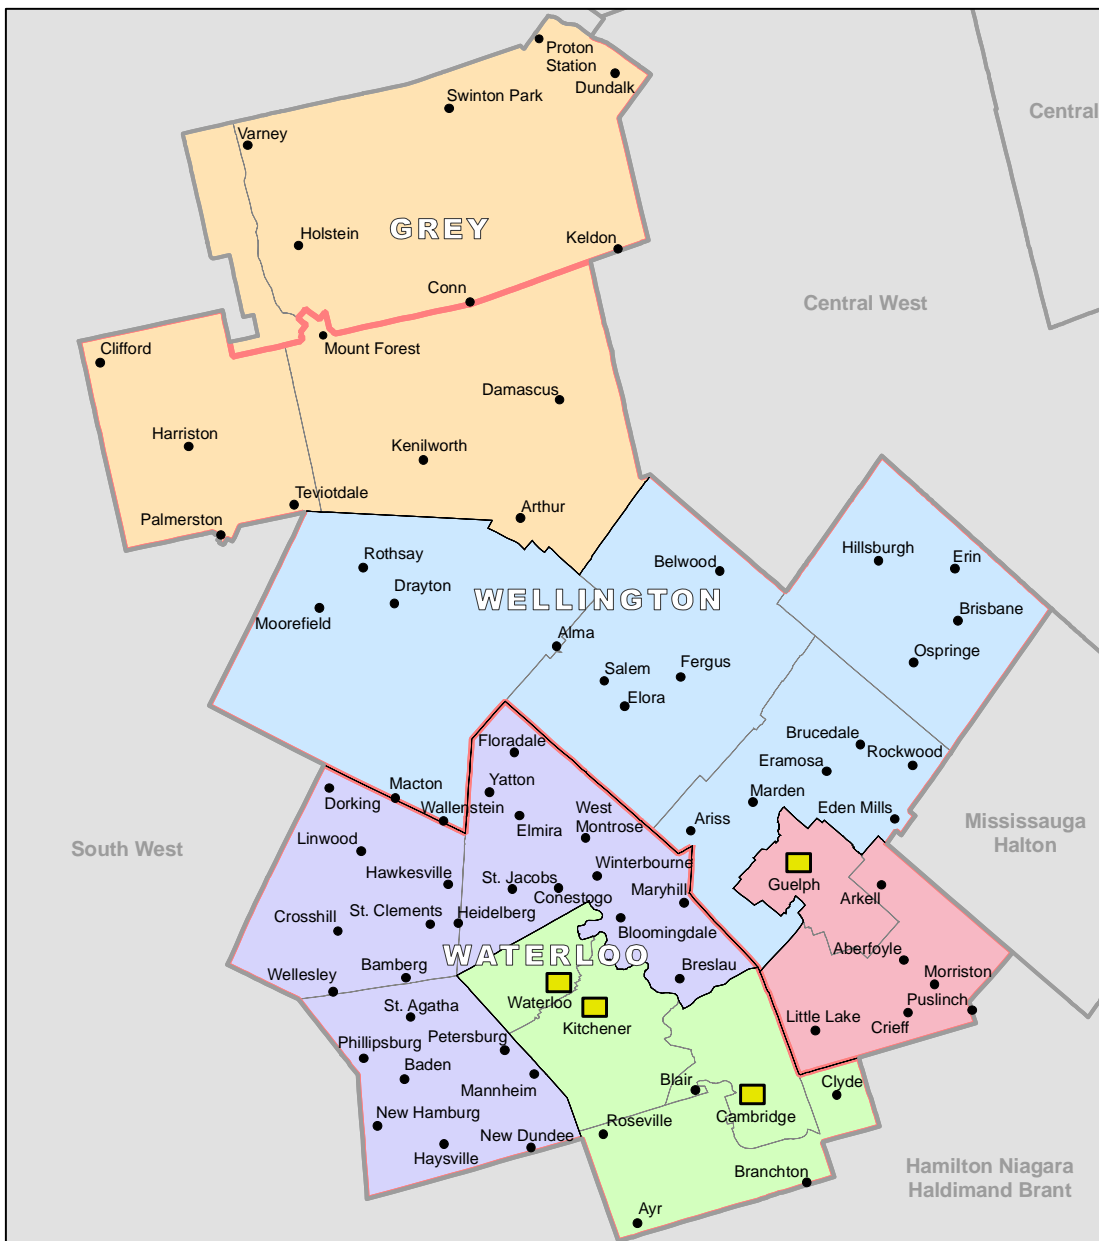 Proton
Station
Dundalk
Swinton Park
Central
Varney
GREY
Holstein
Keldon
Conn
Central West
Clifford
Mount Forest
Damascus
Harriston
Kenilworth
Teviotdale
Arthur
Palmerston
Rothsay
Belwood
Hillsburgh
Erin
Drayton
WELLINGTON
Moorefield
Brisbane
Alma
Ospringe
Salem
Fergus
Elora
Floradale
Brucedale
Rockwood
Eramosa
Macton
Yatton
Dorking
Wallenstein
West
Montrose
Marden
Eden Mills
Elmira
Ariss
Mississauga
Halton
South West
Linwood
Winterbourne
Hawkesville
St. Jacobs
Guelph
Conestogo
Maryhill
Arkell
Crosshill
St. Clements
Heidelberg
Bloomingdale
WATERLOO
Aberfoyle
Wellesley
Bamberg
Breslau
Morriston
Waterloo
Puslinch
St. Agatha
Kitchener
Little Lake
Crieff
Phillipsburg
Petersburg
Baden
Mannheim
Blair
Clyde
New Hamburg
Roseville
Cambridge
New Dundee
Haysville
Branchton
Hamilton Niagara
Haldimand Brant
Ayr